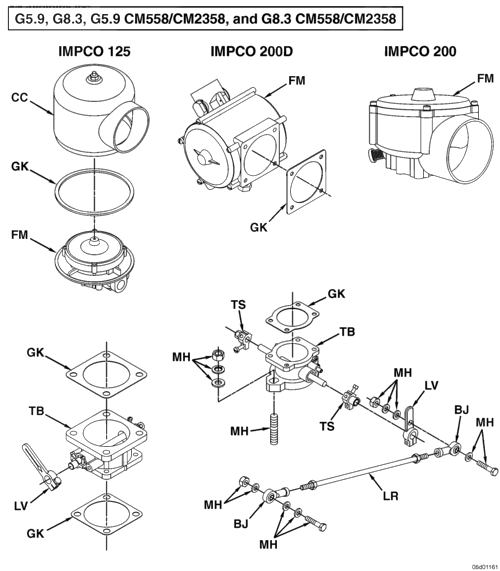 G5.9, G8.3, G5.9 CM558/CM2358, and G8.3 CM558/CM2358
IMPCO 125
IMPCO 200D
IMPCO 200
CC
FM
FM
GK
GK
FM
GK
TS
GK
TB
MH
MH
LV
BJ
MH
TB
MH
TS
LV
GK
MH
BJ
MH
LR
05d01161